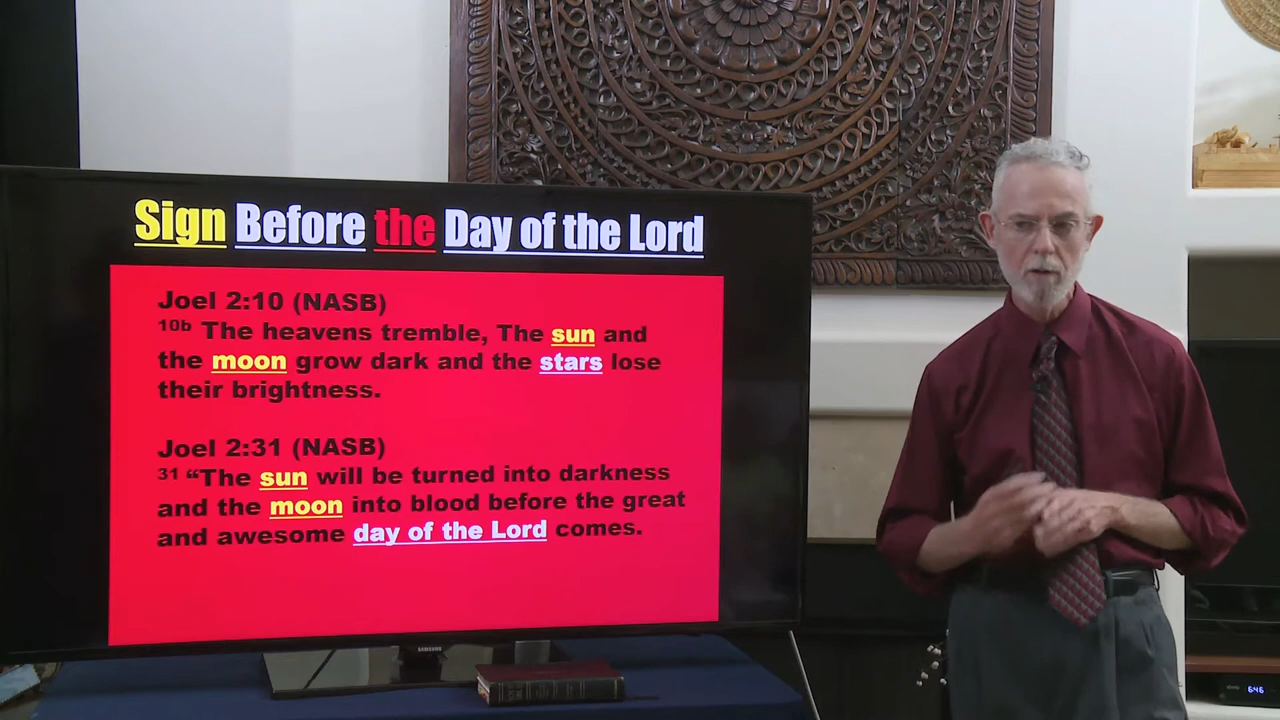 Sign Before the Day of the Lord
Joel 2:10 (NASB)
10b The heavens tremble, The sun and
the moon grow dark and the stars lose
their brightness.
Joel 2:31 (NASB)
31 “The sun will be turned into darkness
and the moon into blood before the great
and awesome day of the Lord comes.
SAMSUNG
646